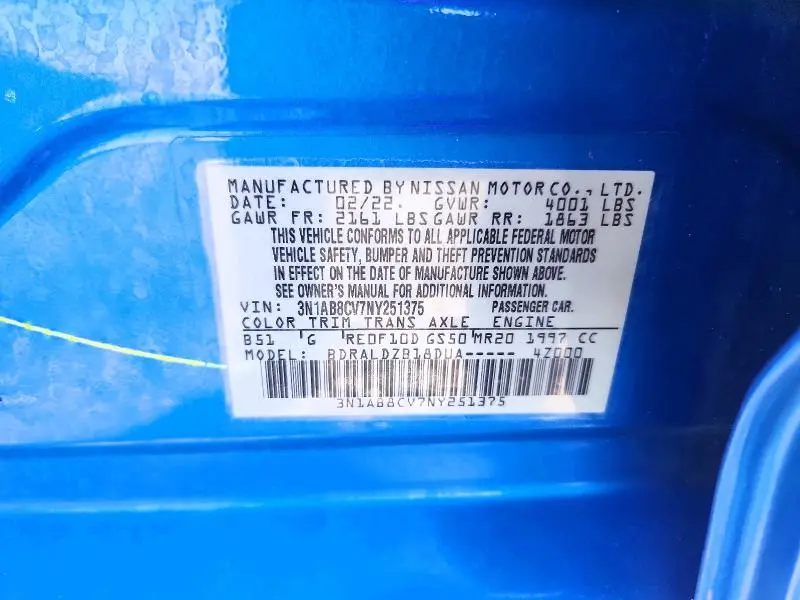 MANUFACTURED BY NISSAN MOTOR CO., LTD.
DATE: 02/22. GVWR: 4001 LBS
GAWR FR: 2161 LBS GAWR RR: 1863 LBS
THIS VEHICLE CONFORMS TO ALL APPLICABLE FEDERAL MOTOR
VEHICLE SAFETY, BUMPER AND THEFT PREVENTION STANDARDS
IN EFFECT ON THE DATE OF MANUFACTURE SHOWN ABOVE.
SEE OWNER'S MANUAL FOR ADDITIONAL INFORMATION.
VIN: 3N1AB8CV7NY251375 PASSENGER CAR.
COLOR TRIM TRANS AXLE ENGINE
B51 G RE0F10D GS50 MR20 1997 CC
MODEL: BDRALDZB18DUA----- 4Z000
3N1AB8CV7NY251375